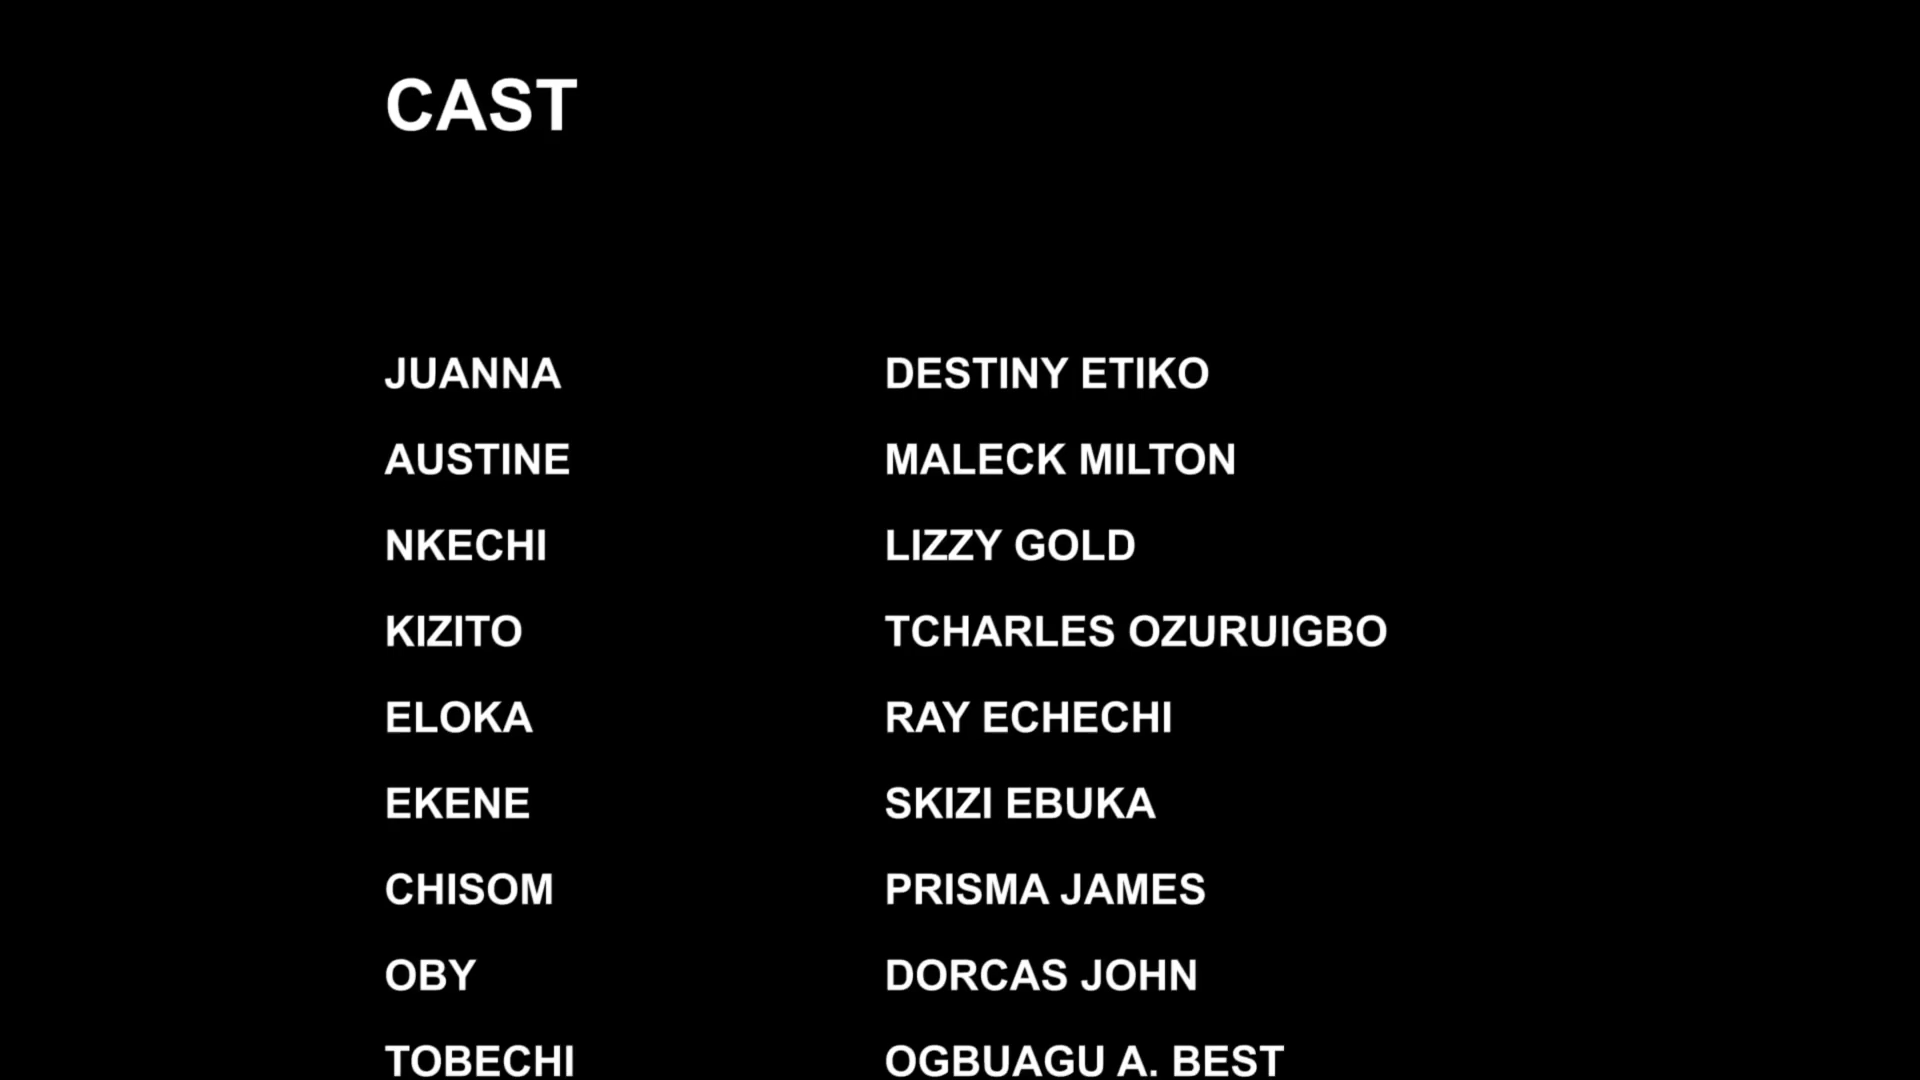 CAST
JUANNA DESTINY ETIKO
AUSTINE MALECK MILTON
NKECHI LIZZY GOLD
KIZITO TCHARLES OZURUIGBO
ELOKA RAY ECHECHI
EKENE SKIZI EBUKA
CHISOM PRISMA JAMES
OBY DORCAS JOHN
TOBECHI OGBUAGU A. BEST